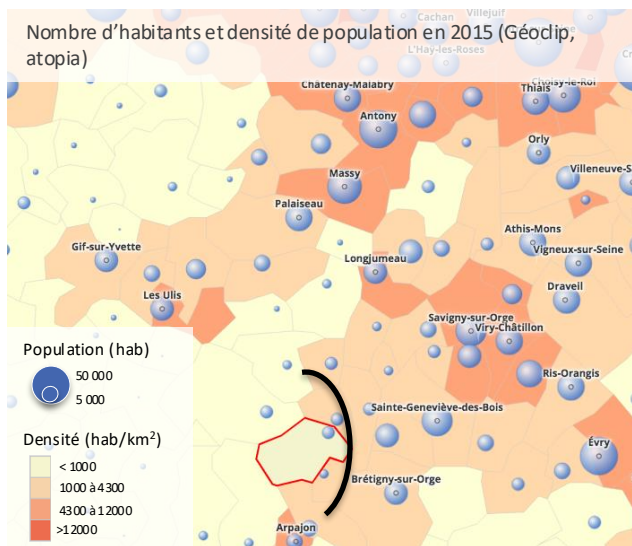 Nombre d'habitants et densité de population en 2015 (Géoclip,
atopia)
Cachan
Villejuif
L'Haÿ-les-Roses
Châtenay-Malabry
Choisy-le-Roi
Thiais
Antony
Orly
Massy
Villeneuve-S
Palaiseau
Athis-Mons
Gif-sur-Yvette
Vigneux-sur-Seine
Longjumeau
Draveil
Les Ulis
Savigny-sur-Orge
Viry-Châtillon
Population (hab)
50 000
5 000
Ris-Orangis
Sainte-Geneviève-des-Bois
Densité (hab/km²)
Évry
< 1000
1000 à 4300
4300 à 12000
>12000
Brétigny-sur-Orge
Arpajon